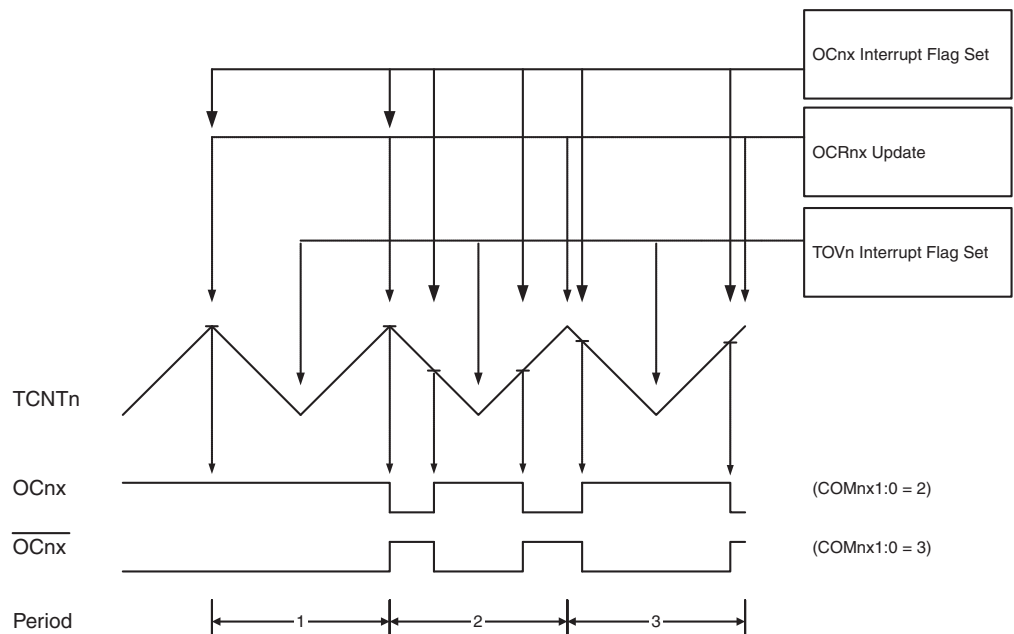 OCnx Interrupt Flag Set
OCRnx Update
TOVn Interrupt Flag Set
TCNTn
OCnx
(COMnx1:0 = 2)
OCnx
(COMnx1:0 = 3)
Period
1
2
3